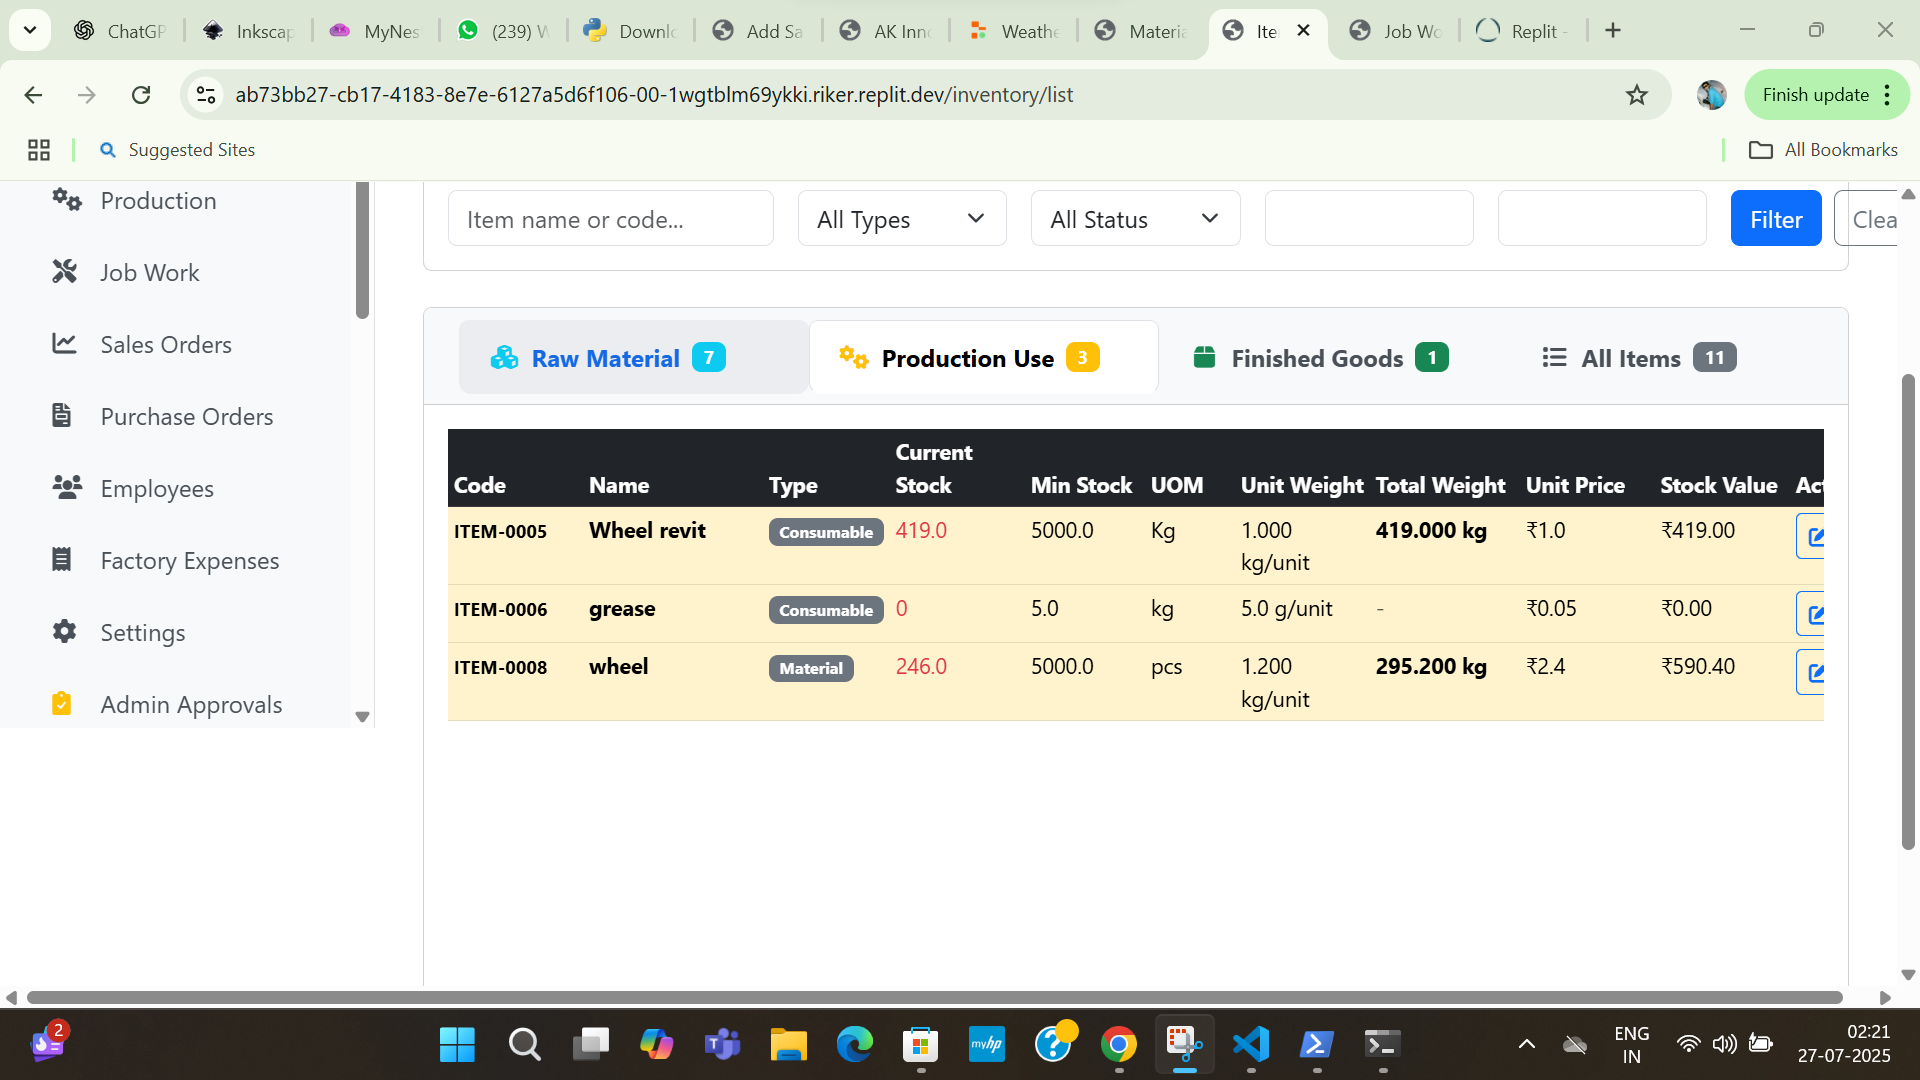 ChatGP
Inkscap
MyNes
(239) W
Downlo
Add Sa
AK Inno
Weathe
Materia
Ite
Job Wo
Replit -
ab73bb27-cb17-4183-8e7e-6127a5d6f106-00-1wgtblm69ykki.riker.replit.dev/inventory/list
Finish update
Suggested Sites
All Bookmarks
Production
Job Work
Sales Orders
Purchase Orders
Employees
Factory Expenses
Settings
Admin Approvals
Item name or code...
All Types
All Status
Filter
Clea
Raw Material 7
Production Use 3
Finished Goods 1
All Items 11
Code Name Type Current Stock Min Stock UOM Unit Weight Total Weight Unit Price Stock Value Act
ITEM-0005 Wheel revit Consumable 419.0 5000.0 Kg 1.000 kg/unit 419.000 kg ₹1.0 ₹419.00
ITEM-0006 grease Consumable 0 5.0 kg 5.0 g/unit - ₹0.05 ₹0.00
ITEM-0008 wheel Material 246.0 5000.0 pcs 1.200 kg/unit 295.200 kg ₹2.4 ₹590.40
2
myhp
ENG
IN
02:21
27-07-2025